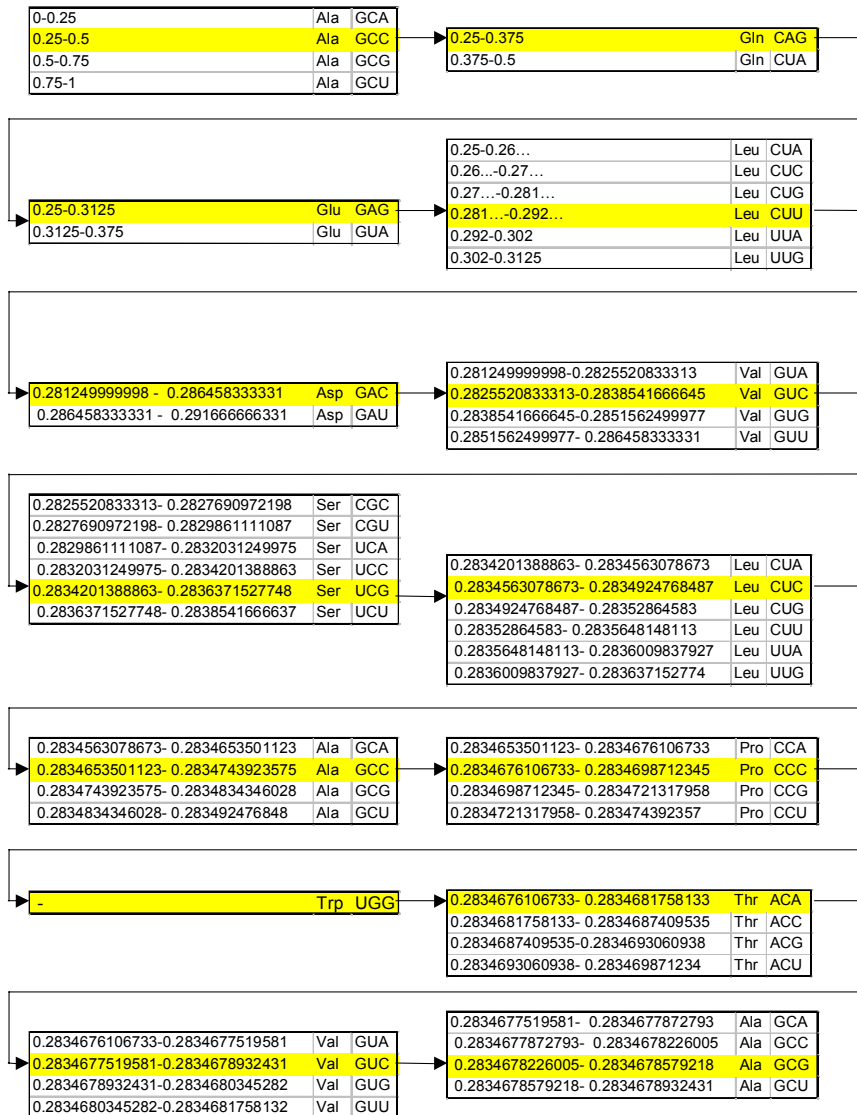 0-0.25 Ala GCA
0.25-0.5 Ala GCC
0.5-0.75 Ala GCG
0.75-1 Ala GCU
0.25-0.375 Gln CAG
0.375-0.5 Gln CUA
0.25-0.3125 Glu GAG
0.3125-0.375 Glu GUA
0.25-0.26… Leu CUA
0.26...-0.27… Leu CUC
0.27…-0.281… Leu CUG
0.281…-0.292… Leu CUU
0.292-0.302 Leu UUA
0.302-0.3125 Leu UUG
0.281249999998 - 0.286458333331 Asp GAC
0.286458333331 - 0.291666666331 Asp GAU
0.281249999998-0.2825520833313 Val GUA
0.2825520833313-0.2838541666645 Val GUC
0.2838541666645-0.2851562499977 Val GUG
0.2851562499977- 0.286458333331 Val GUU
0.2825520833313- 0.2827690972198 Ser CGC
0.2827690972198- 0.2829861111087 Ser CGU
0.2829861111087- 0.2832031249975 Ser UCA
0.2832031249975- 0.2834201388863 Ser UCC
0.2834201388863- 0.2836371527748 Ser UCG
0.2836371527748- 0.2838541666637 Ser UCU
0.2834201388863- 0.2834563078673 Leu CUA
0.2834563078673- 0.2834924768487 Leu CUC
0.2834924768487- 0.28352864583 Leu CUG
0.28352864583- 0.2835648148113 Leu CUU
0.2835648148113- 0.2836009837927 Leu UUA
0.2836009837927- 0.283637152774 Leu UUG
0.2834563078673- 0.2834653501123 Ala GCA
0.2834653501123- 0.2834743923575 Ala GCC
0.2834743923575- 0.2834834346028 Ala GCG
0.2834834346028- 0.283492476848 Ala GCU
0.2834653501123- 0.2834676106733 Pro CCA
0.2834676106733- 0.2834698712345 Pro CCC
0.2834698712345- 0.2834721317958 Pro CCG
0.2834721317958- 0.283474392357 Pro CCU
- Trp UGG
0.2834676106733- 0.2834681758133 Thr ACA
0.2834681758133- 0.2834687409535 Thr ACC
0.2834687409535-0.2834693060938 Thr ACG
0.2834693060938- 0.283469871234 Thr ACU
0.2834676106733-0.2834677519581 Val GUA
0.2834677519581-0.2834678932431 Val GUC
0.2834678932431-0.2834680345282 Val GUG
0.2834680345282-0.2834681758132 Val GUU
0.2834677519581- 0.2834677872793 Ala GCA
0.2834677872793- 0.2834678226005 Ala GCC
0.2834678226005- 0.2834678579218 Ala GCG
0.2834678579218- 0.2834678932431 Ala GCU